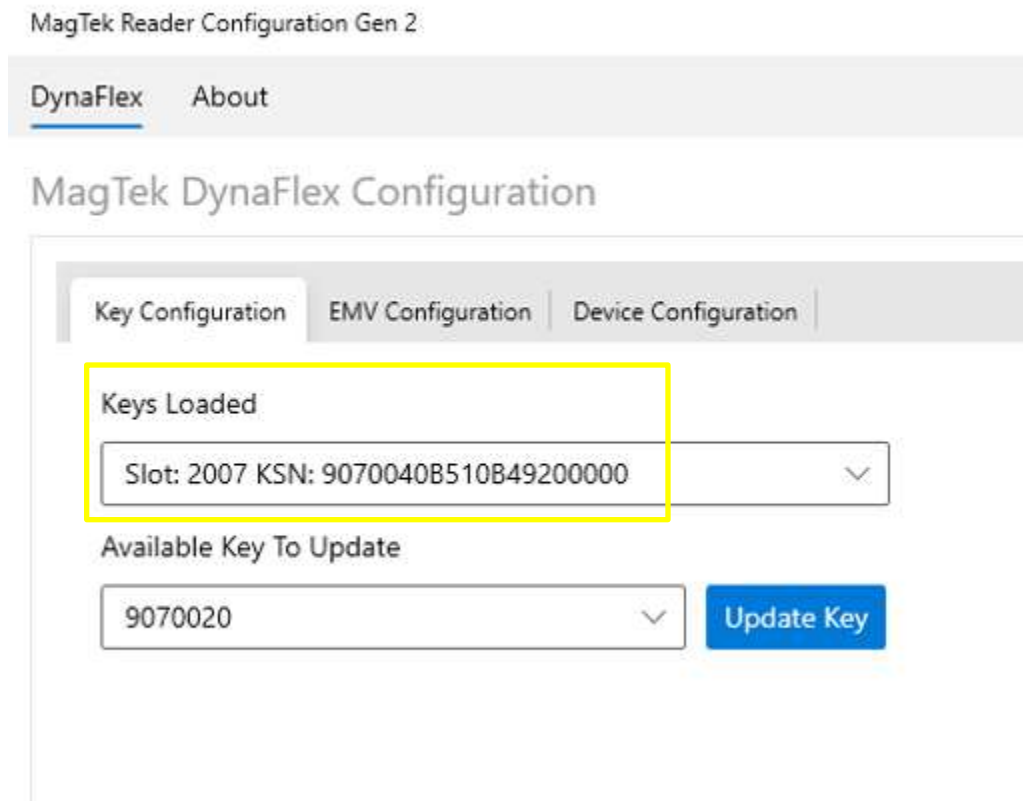 MagTek Reader Configuration Gen 2
DynaFlex About
MagTek DynaFlex Configuration
Key Configuration EMV Configuration Device Configuration
Keys Loaded
Slot: 2007 KSN: 9070040B510B49200000
Available Key To Update
9070020 Update Key